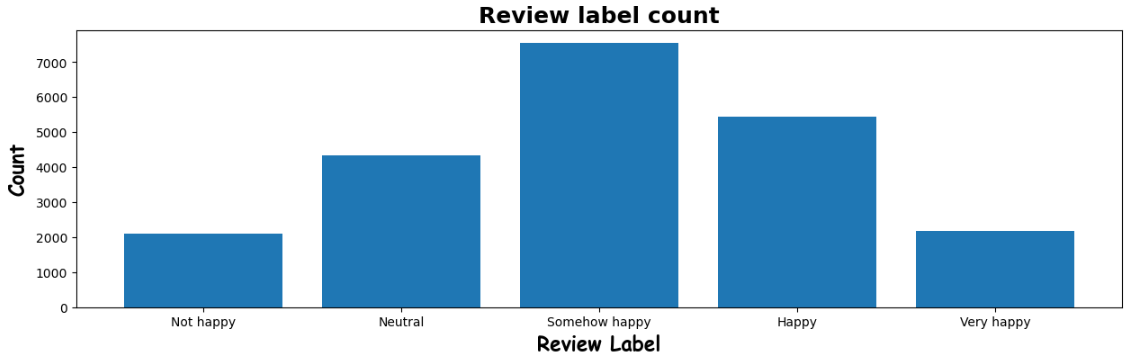 Review label count
Count
7000
6000
5000
4000
3000
2000
1000
0
Not happy Neutral Somehow happy Happy Very happy
Review Label